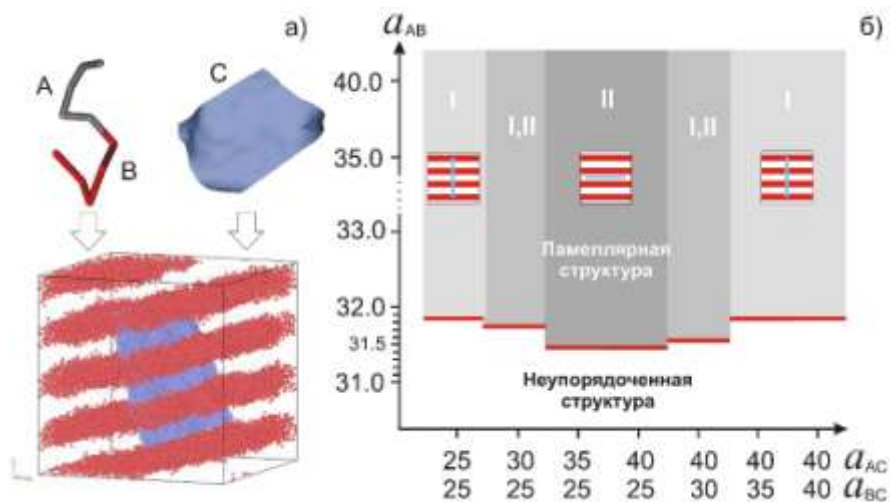 а)
A
B
C
a_AB
б)
40.0
35.0
33.0
32.0
31.5
31.0
I
I,II
II
I,II
I
Ламеллярная
структура
Неупорядоченная
структура
25 30 35 40 40 40 40 a_AC
25 25 25 25 30 35 40 a_BC